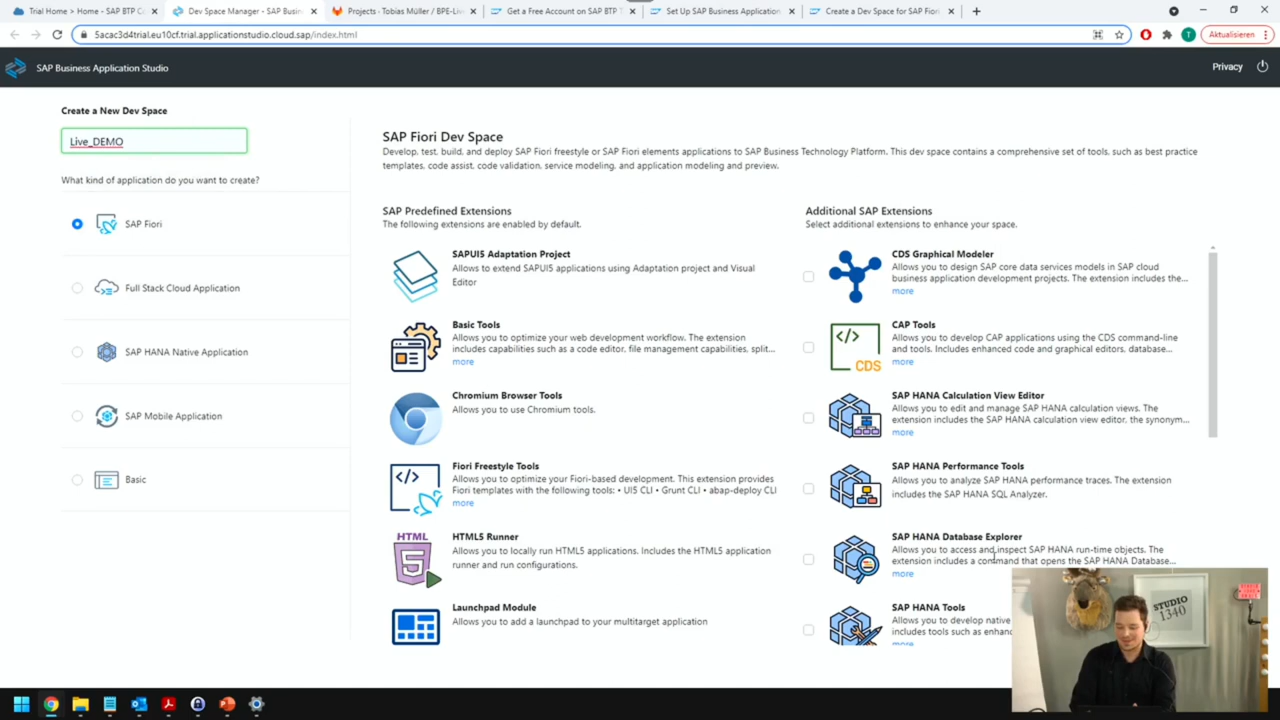 Trial Home > Home - SAP BTP C
Dev Space Manager - SAP Busin
Projects · Tobias Müller / BPE-Liv
Get a Free Account on SAP BTP T
Set Up SAP Business Application
Create a Dev Space for SAP Fiori
5acac3d4trial.eu10cf.trial.applicationstudio.cloud.sap/index.html
T
Aktualisieren
SAP Business Application Studio
Privacy
Create a New Dev Space
Live_DEMO
What kind of application do you want to create?
SAP Fiori
Full Stack Cloud Application
SAP HANA Native Application
SAP Mobile Application
Basic
SAP Fiori Dev Space
Develop, test, build, and deploy SAP Fiori freestyle or SAP Fiori elements applications to SAP Business Technology Platform. This dev space contains a comprehensive set of tools, such as best practice
templates, code assist, code validation, service modeling, and application modeling and preview.
SAP Predefined Extensions
The following extensions are enabled by default.
SAPUI5 Adaptation Project
Allows to extend SAPUI5 applications using Adaptation project and Visual
Editor
Basic Tools
Allows you to optimize your web development workflow. The extension
includes capabilities such as a code editor, file management capabilities, split...
more
Chromium Browser Tools
Allows you to use Chromium tools.
</>
Fiori Freestyle Tools
Allows you to optimize your Fiori-based development. This extension provides
Fiori templates with the following tools: • UI5 CLI • Grunt CLI • abap-deploy CLI
more
HTML
5
HTML5 Runner
Allows you to locally run HTML5 applications. Includes the HTML5 application
runner and run configurations.
Launchpad Module
Allows you to add a launchpad to your multitarget application
Additional SAP Extensions
Select additional extensions to enhance your space.
CDS Graphical Modeler
Allows you to design SAP core data services models in SAP cloud
business application development projects. The extension includes the...
more
</>
CDS
CAP Tools
Allows you to develop CAP applications using the CDS command-line
and tools. Includes enhanced code and graphical editors, database...
more
SAP HANA Calculation View Editor
Allows you to edit and manage SAP HANA calculation views. The
extension includes the SAP HANA calculation view editor, the synonym...
more
SAP HANA Performance Tools
Allows you to analyze SAP HANA performance traces. The extension
includes the SAP HANA SQL Analyzer.
SAP HANA Database Explorer
Allows you to access and inspect SAP HANA run-time objects. The
extension includes a command that opens the SAP HANA Database...
more
SAP HANA Tools
Allows you to develop native
includes tools such as enhanc
more
STUDIO
1340